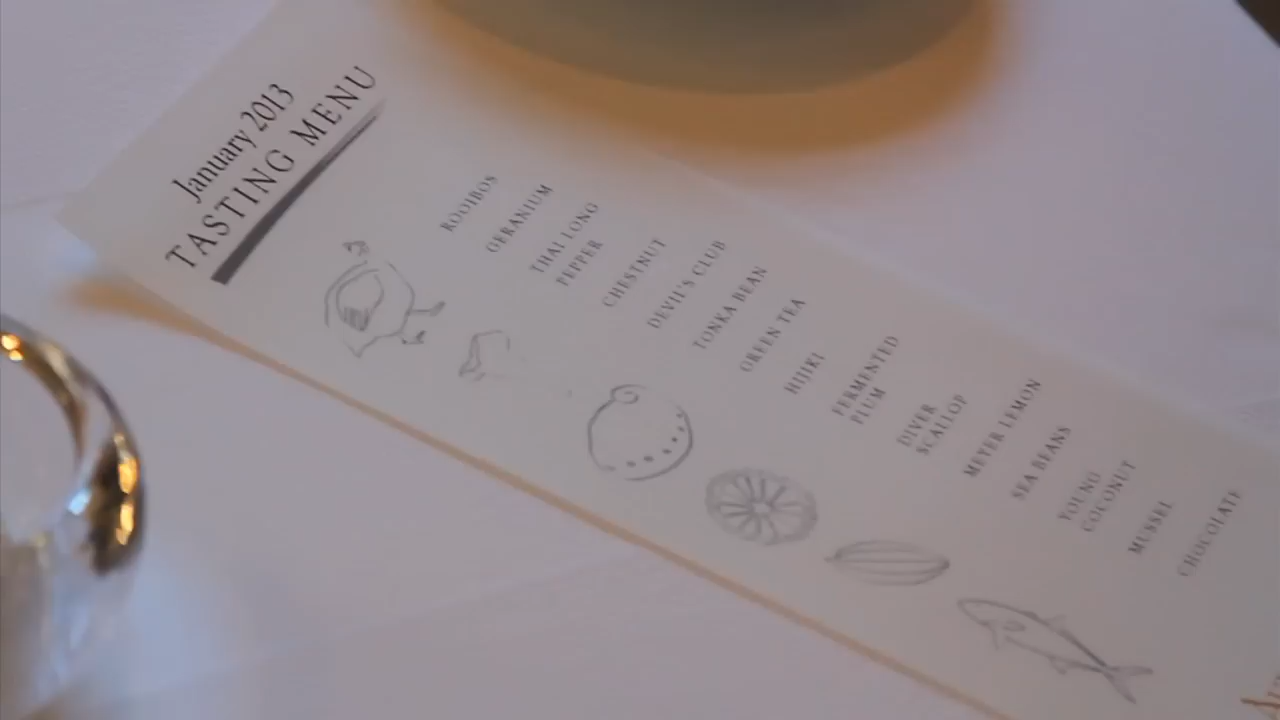 January 2013
TASTING MENU
ROOIBOS
GERANIUM
THAI LONG
PEPPER
CHESTNUT
DEVIL'S CLUB
TONKA BEAN
GREEN TEA
HIJIKI
FERMENTED
PLUM
DIVER
SCALLOP
MEYER LEMON
SEA BEANS
YOUNG
COCONUT
MUSSEL
CHOCOLATE